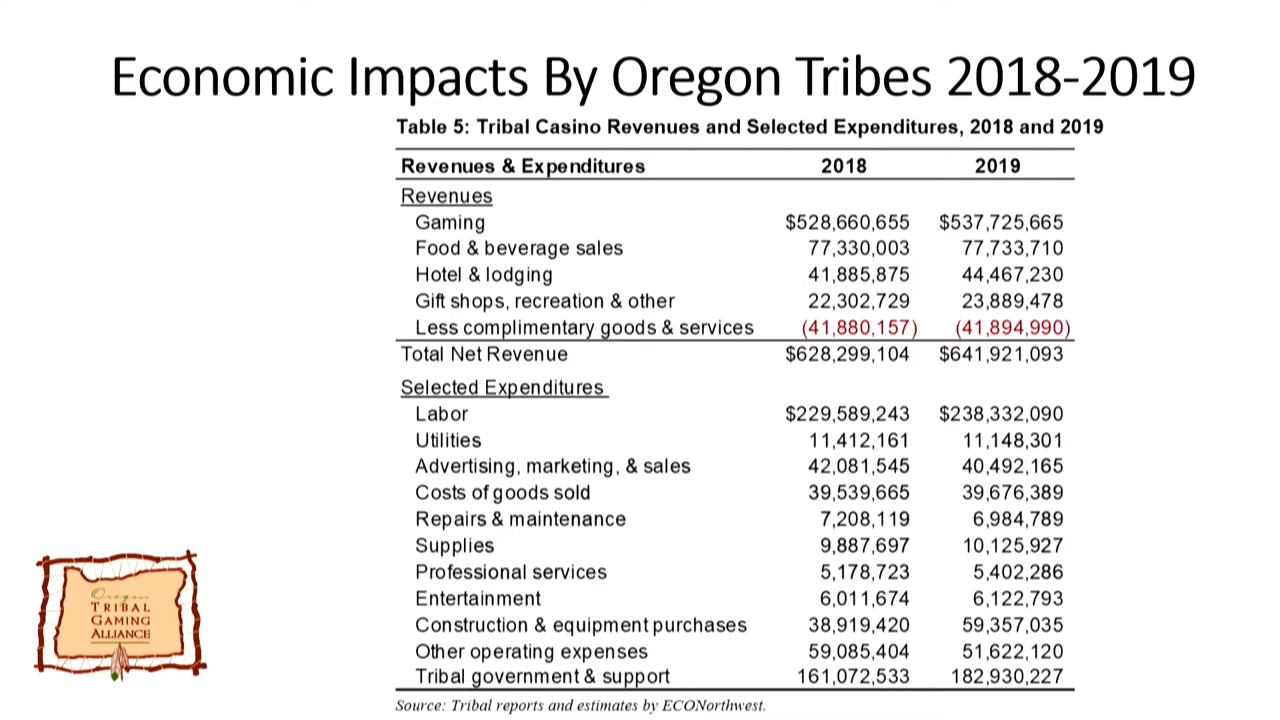 Economic Impacts By Oregon Tribes 2018-2019
Table 5: Tribal Casino Revenues and Selected Expenditures, 2018 and 2019
Revenues & Expenditures 2018 2019
Revenues
Gaming $528,660,655 $537,725,665
Food & beverage sales 77,330,003 77,733,710
Hotel & lodging 41,885,875 44,467,230
Gift shops, recreation & other 22,302,729 23,889,478
Less complimentary goods & services (41,880,157) (41,894,990)
Total Net Revenue $628,299,104 $641,921,093
Selected Expenditures
Labor $229,589,243 $238,332,090
Utilities 11,412,161 11,148,301
Advertising, marketing, & sales 42,081,545 40,492,165
Costs of goods sold 39,539,665 39,676,389
Repairs & maintenance 7,208,119 6,984,789
Supplies 9,887,697 10,125,927
Professional services 5,178,723 5,402,286
Entertainment 6,011,674 6,122,793
Construction & equipment purchases 38,919,420 59,357,035
Other operating expenses 59,085,404 51,622,120
Tribal government & support 161,072,533 182,930,227
Source: Tribal reports and estimates by ECONorthwest.
Oregon
TRIBAL
GAMING
ALLIANCE